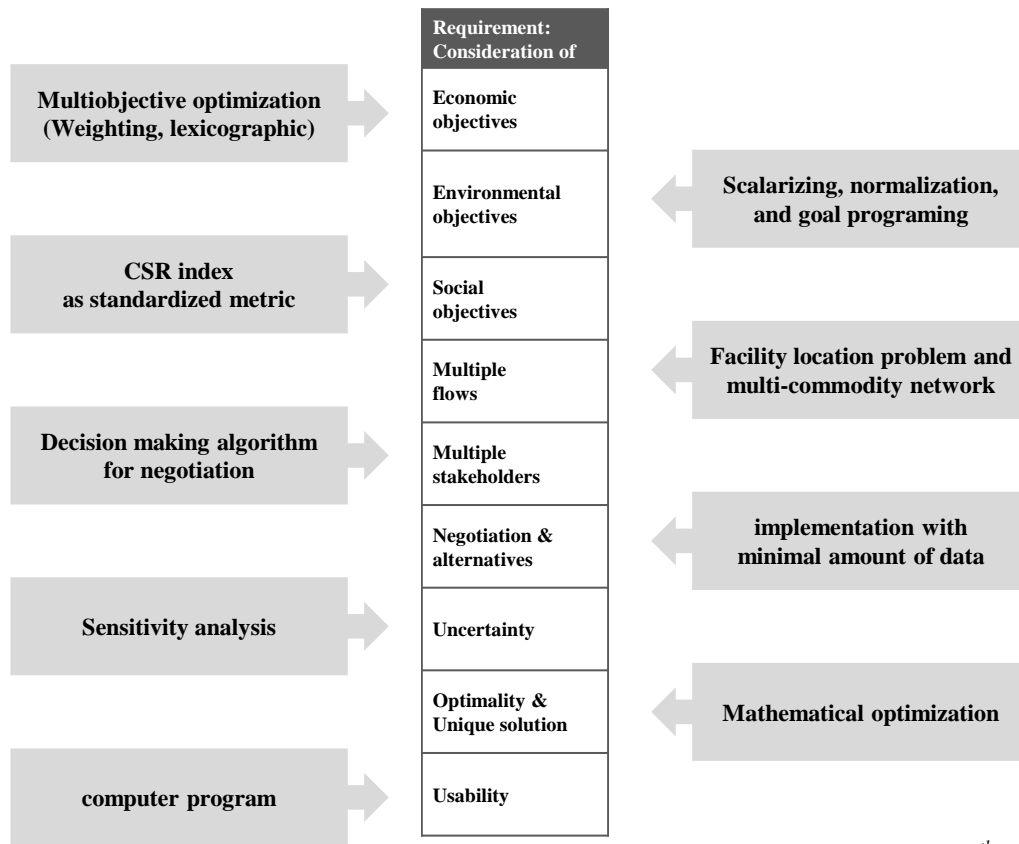 Requirement:
Consideration of
Multiobjective optimization
(Weighting, lexicographic)
Economic
objectives
Environmental
objectives
Scalarizing, normalization,
and goal programing
CSR index
as standardized metric
Social
objectives
Multiple
flows
Facility location problem and
multi-commodity network
Decision making algorithm
for negotiation
Multiple
stakeholders
Negotiation &
alternatives
implementation with
minimal amount of data
Sensitivity analysis
Uncertainty
Optimality &
Unique solution
Mathematical optimization
computer program
Usability